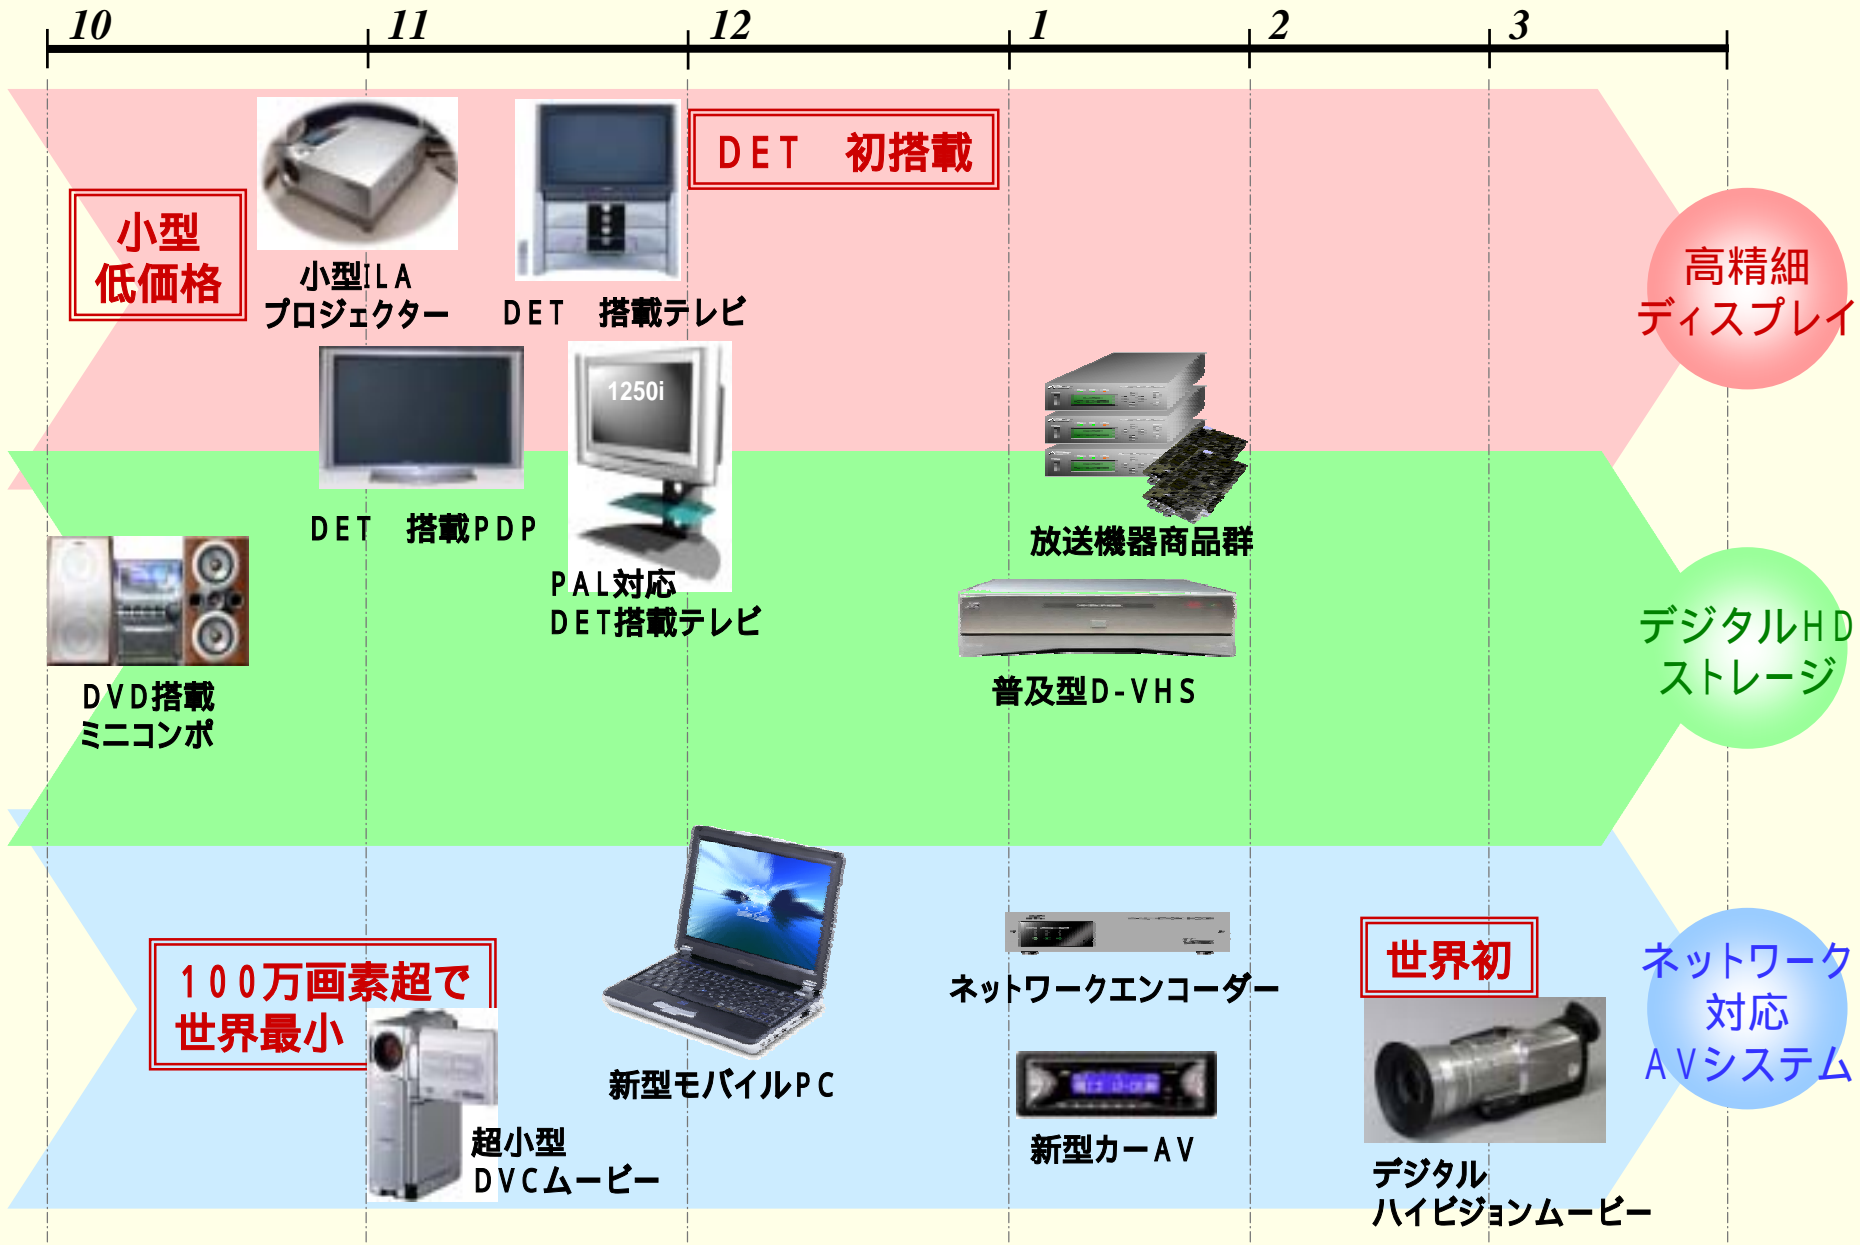 10
11
12
1
2
3
小型
低価格
小型ILA
プロジェクター
DET　搭載テレビ
DET　初搭載
DET　搭載PDP
1250i
PAL対応
DET搭載テレビ
高精細
ディスプレイ
DVD搭載
ミニコンポ
放送機器商品群
普及型D-VHS
デジタルHD
ストレージ
100万画素超で
世界最小
超小型
DVCムービー
新型モバイルPC
ネットワークエンコーダー
新型カーAV
世界初
デジタル
ハイビジョンムービー
ネットワーク
対応
AVシステム